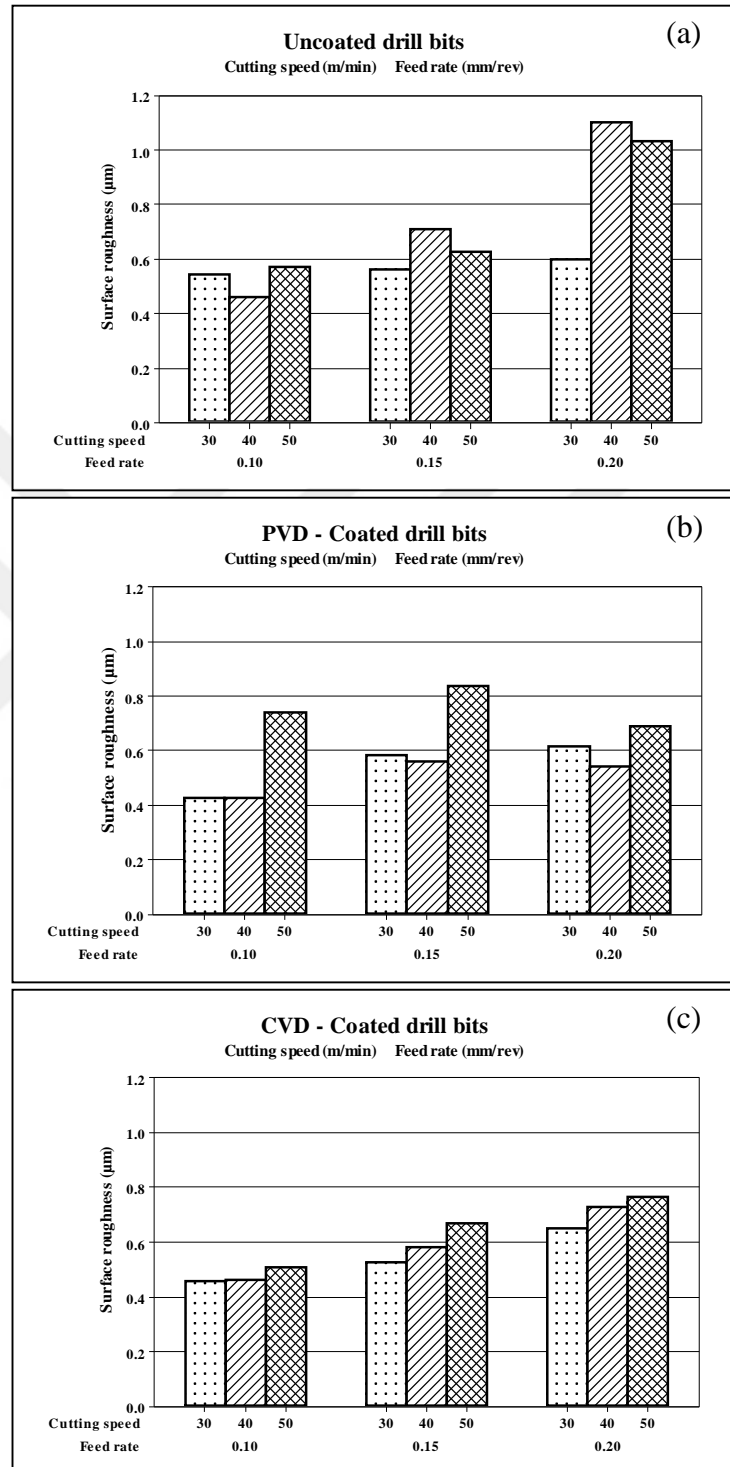 Uncoated drill bits
(a)
Cutting speed (m/min) Feed rate (mm/rev)
Surface roughness (µm)
1.2
1.0
0.8
0.6
0.4
0.2
0.0
Cutting speed 30 40 50 30 40 50 30 40 50
Feed rate 0.10 0.15 0.20
PVD - Coated drill bits
(b)
Cutting speed (m/min) Feed rate (mm/rev)
Surface roughness (µm)
1.2
1.0
0.8
0.6
0.4
0.2
0.0
Cutting speed 30 40 50 30 40 50 30 40 50
Feed rate 0.10 0.15 0.20
CVD - Coated drill bits
(c)
Cutting speed (m/min) Feed rate (mm/rev)
Surface roughness (µm)
1.2
1.0
0.8
0.6
0.4
0.2
0.0
Cutting speed 30 40 50 30 40 50 30 40 50
Feed rate 0.10 0.15 0.20